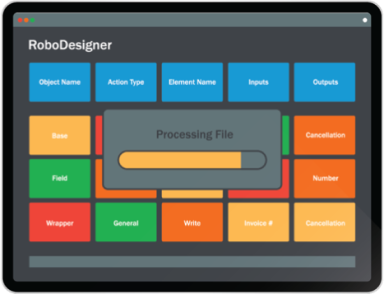 RoboDesigner
Object Name Action Type Element Name Inputs Outputs
Processing File
Base Cancellation
Field Number
Wrapper General Write Invoice # Cancellation